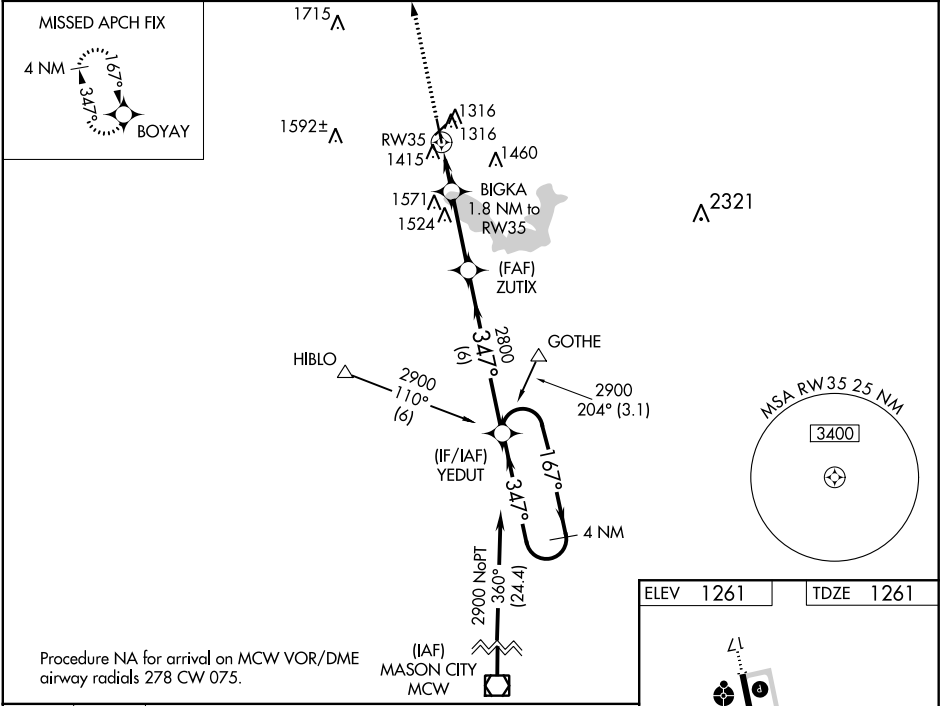 MISSED APCH FIX
4 NM
167°
347°
BOYAY
1715
1592±
1316
1316
RW35
1415
1460
BIGKA
1.8 NM to
RW35
1571
1524
2321
(FAF)
ZUTIX
2800
347°
(6)
HIBLO
2900
110°
(6)
GOTHE
2900
204° (3.1)
MSA RW35 25 NM
3400
(IF/IAF)
YEDUT
167°
347°
4 NM
2900 NoPT
360°
(24.4)
(IAF)
MASON CITY
MCW
Procedure NA for arrival on MCW VOR/DME
airway radials 278 CW 075.
ELEV 1261
TDZE 1261
17
P